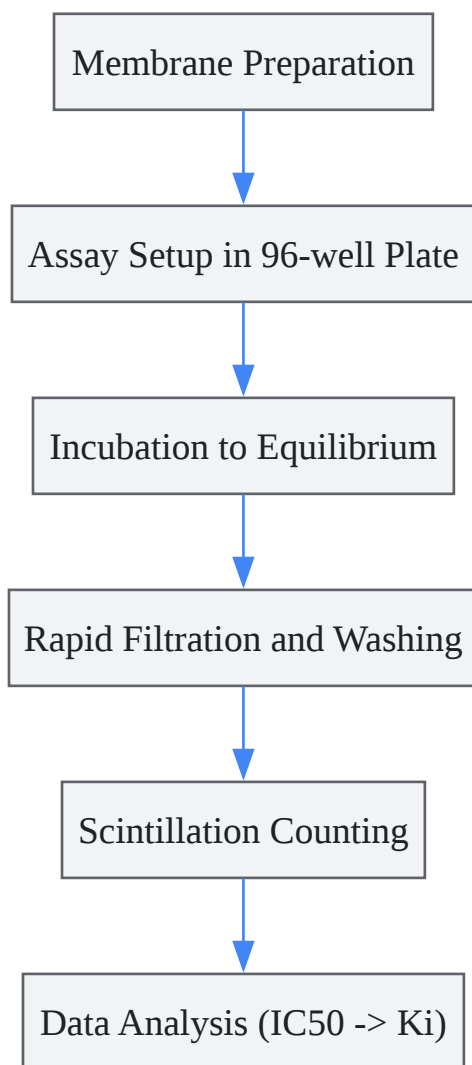 Membrane Preparation
Assay Setup in 96-well Plate
Incubation to Equilibrium
Rapid Filtration and Washing
Scintillation Counting
Data Analysis (IC50 -> Ki)